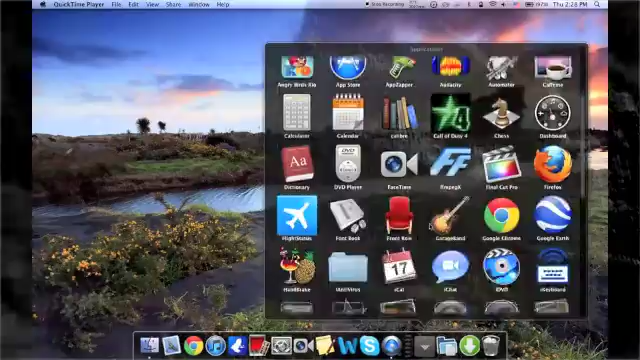 QuickTime Player File Edit View Share Window Help
Thu 2:28 PM
Applications
Angry Birds Rio App Store AppZapper Audacity Automator Caffeine
Calculator Calendar calibre Call of Duty 4 Chess Dashboard
Dictionary DVD Player FaceTime ffmpegX Final Cut Pro Firefox
FlightStatus Font Book Front Row GarageBand Google Chrome Google Earth
HandBrake iAntiVirus iCal iChat iDVD iKeyboard